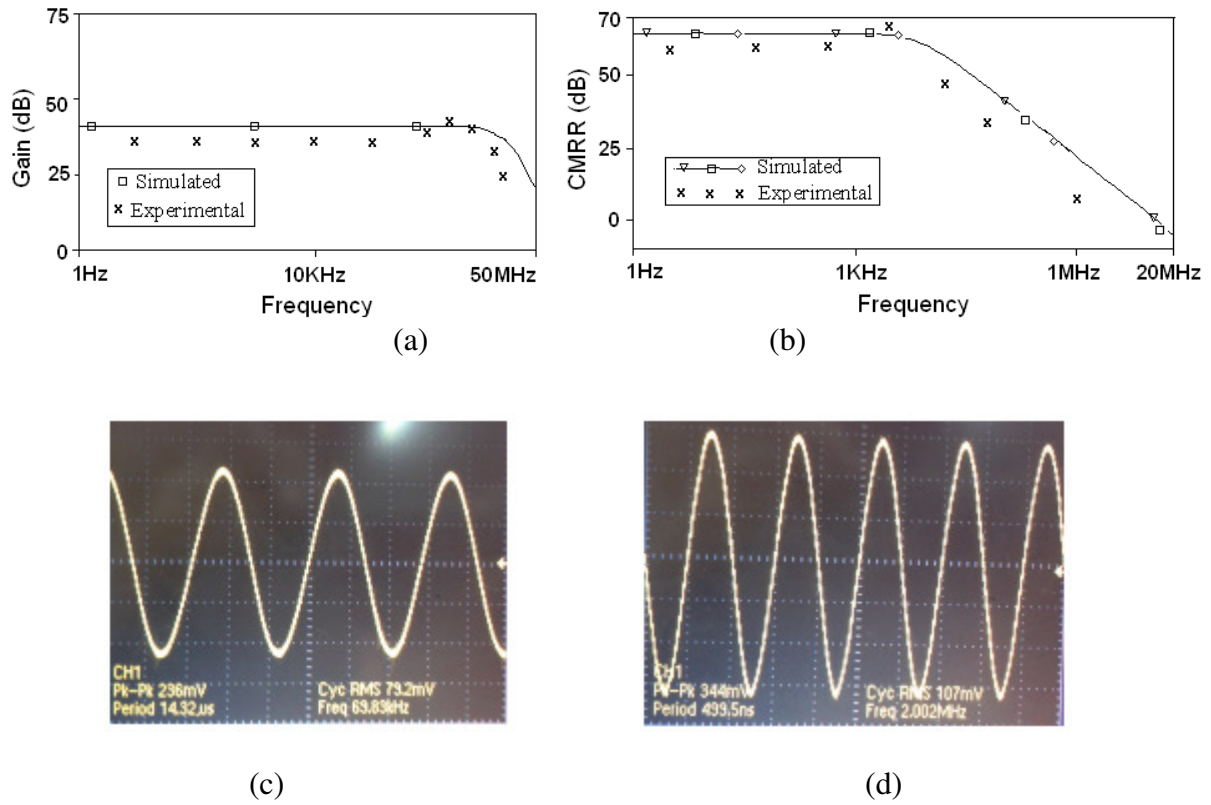 75
50
25
0
Gain (dB)
□ Simulated
x Experimental
1Hz 10KHz 50MHz
Frequency
(a)
70
50
25
0
CMRR (dB)
Simulated
x x x Experimental
1Hz 1KHz 1MHz 20MHz
Frequency
(b)
CH1
Pk-Pk 236mV Cyc RMS 79.2mV
Period 14.32us Freq 69.83kHz
(c)
CH1
Pk-Pk 344mV Cyc RMS 107mV
Period 499.5ns Freq 2.002MHz
(d)